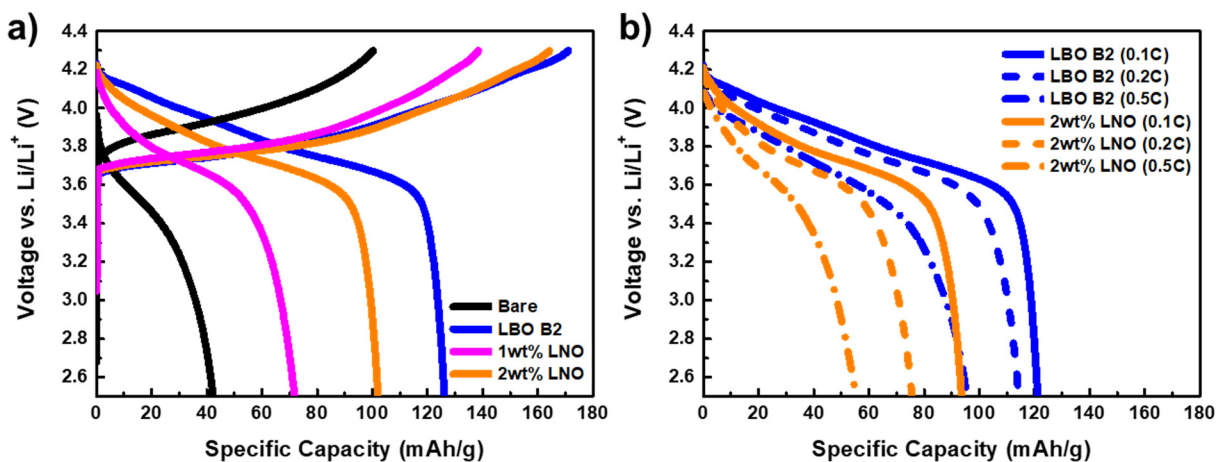 a)
Voltage vs. Li/Li+ (V)
4.4
4.2
4.0
3.8
3.6
3.4
3.2
3.0
2.8
2.6
Bare
LBO B2
1wt% LNO
2wt% LNO
0 20 40 60 80 100 120 140 160 180
Specific Capacity (mAh/g)
b)
Voltage vs. Li/Li+ (V)
4.4
4.2
4.0
3.8
3.6
3.4
3.2
3.0
2.8
2.6
LBO B2 (0.1C)
LBO B2 (0.2C)
LBO B2 (0.5C)
2wt% LNO (0.1C)
2wt% LNO (0.2C)
2wt% LNO (0.5C)
0 20 40 60 80 100 120 140 160 180
Specific Capacity (mAh/g)